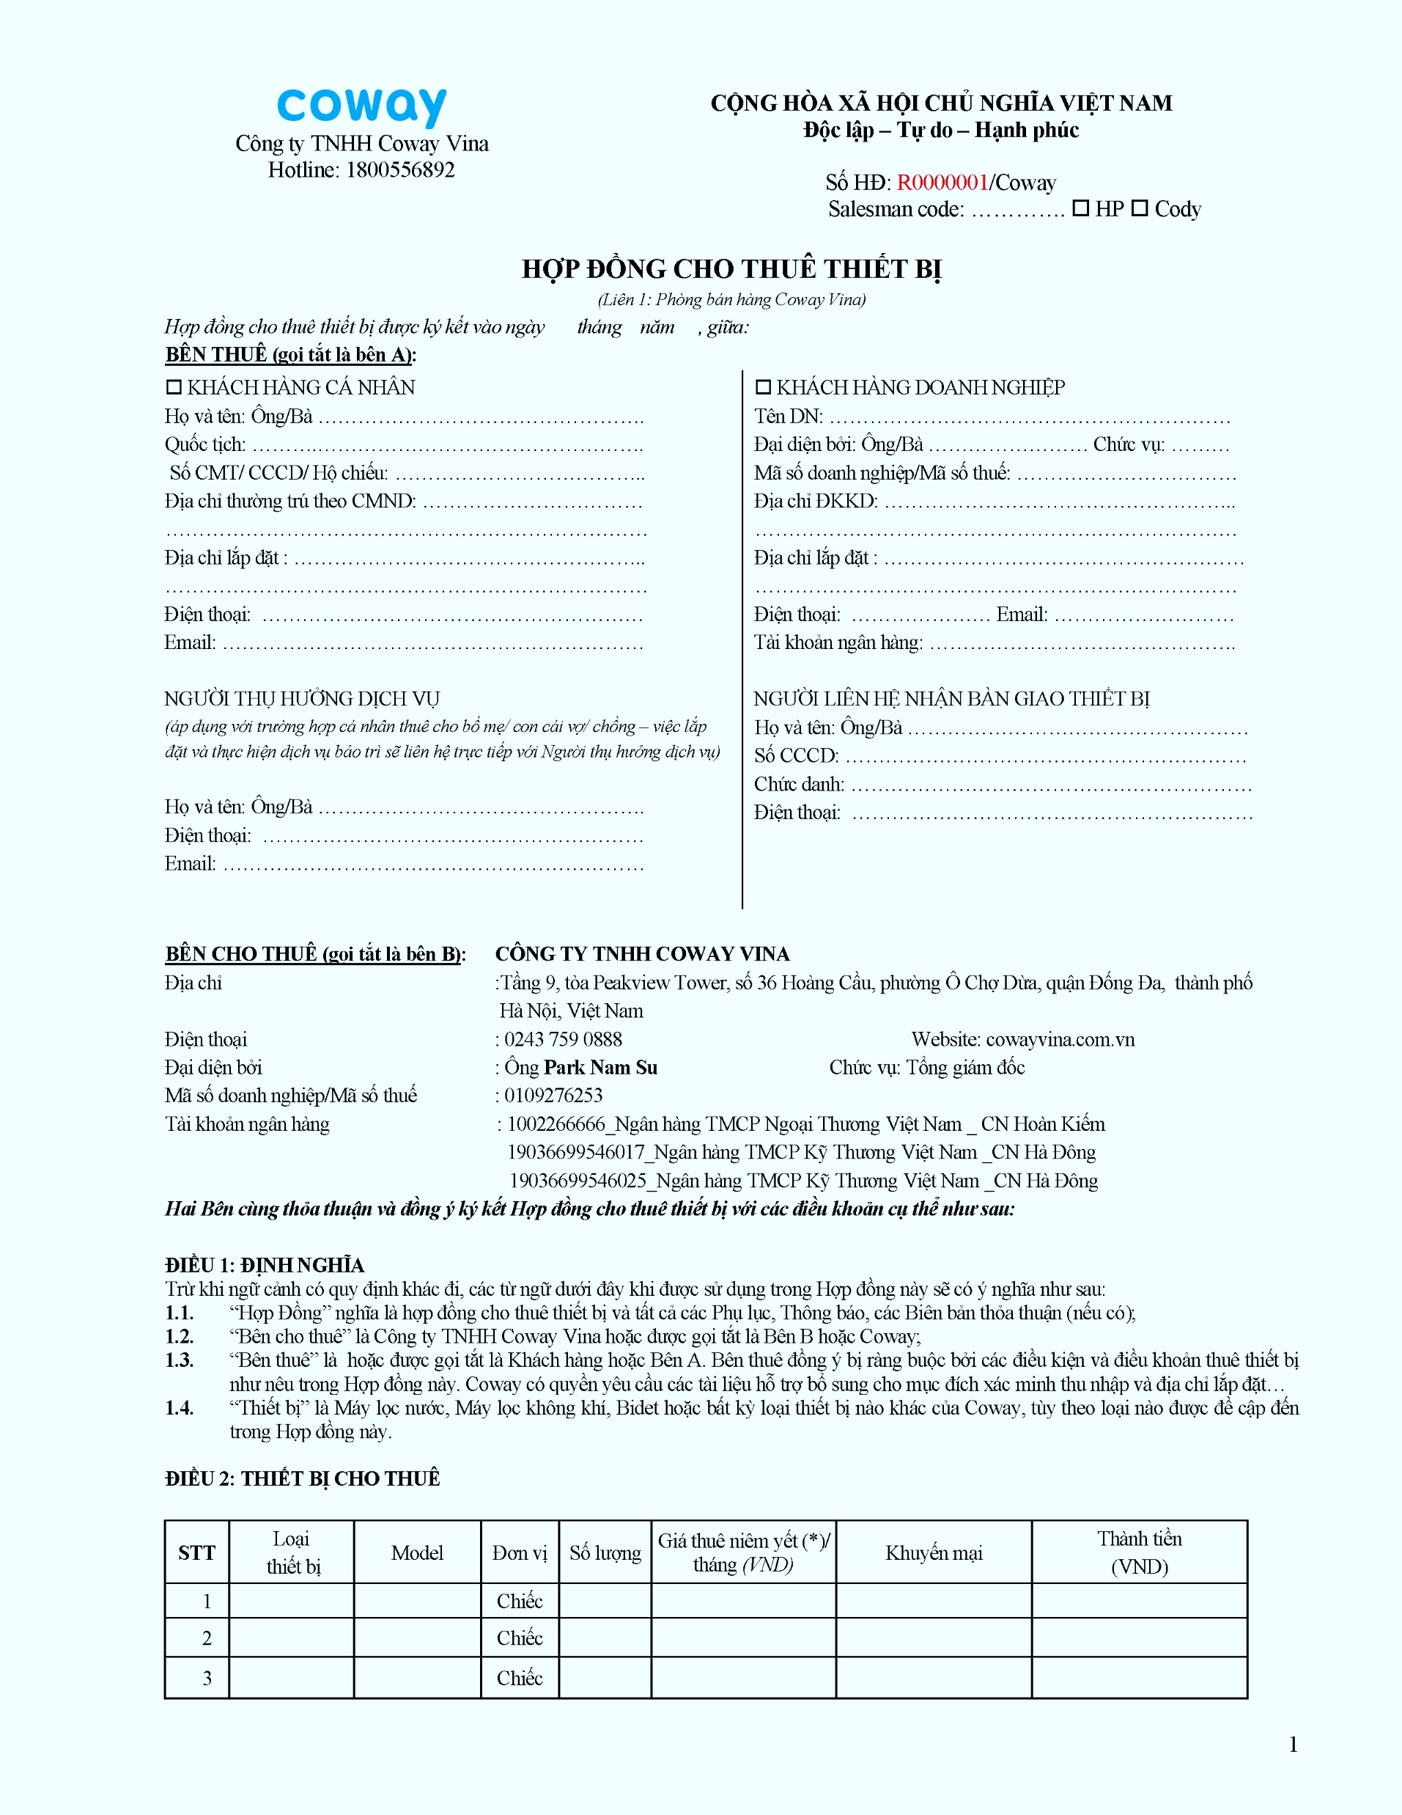 coway
Công ty TNHH Coway Vina
Hotline: 1800556892
CỘNG HÒA XÃ HỘI CHỦ NGHĨA VIỆT NAM
Độc lập – Tự do – Hạnh phúc
Số HĐ: R0000001/Coway
Salesman code: …………. ☐ HP ☐ Cody
HỢP ĐỒNG CHO THUÊ THIẾT BỊ
(Liên 1: Phòng bán hàng Coway Vina)
Hợp đồng cho thuê thiết bị được ký kết vào ngày tháng năm , giữa:
BÊN THUÊ (gọi tắt là bên A):
☐ KHÁCH HÀNG CÁ NHÂN
Họ và tên: Ông/Bà ………………………………………….
Quốc tịch: ………………………………………………….
Số CMT/ CCCD/ Hộ chiếu: ………………………………..
Địa chỉ thường trú theo CMND: ……………………………
………………………………………………………………
Địa chỉ lắp đặt : ……………………………………………..
………………………………………………………………
Điện thoại: …………………………………………………
Email: ………………………………………………………
NGƯỜI THỤ HƯỞNG DỊCH VỤ
(áp dụng với trường hợp cá nhân thuê cho bố mẹ/ con cái vợ/ chồng – việc lắp
đặt và thực hiện dịch vụ bảo trì sẽ liên hệ trực tiếp với Người thụ hưởng dịch vụ)
Họ và tên: Ông/Bà ………………………………………….
Điện thoại: …………………………………………………
Email: ………………………………………………………
☐ KHÁCH HÀNG DOANH NGHIỆP
Tên DN: ……………………………………………………
Đại diện bởi: Ông/Bà …………………… Chức vụ: ………
Mã số doanh nghiệp/Mã số thuế: ……………………………
Địa chỉ ĐKKD: ……………………………………………..
………………………………………………………………
Địa chỉ lắp đặt : ………………………………………………
………………………………………………………………
Điện thoại: ………………… Email: ………………………
Tài khoản ngân hàng: ……………………………………….
NGƯỜI LIÊN HỆ NHẬN BÀN GIAO THIẾT BỊ
Họ và tên: Ông/Bà ……………………………………………
Số CCCD: ……………………………………………………
Chức danh: ……………………………………………………
Điện thoại: ……………………………………………………
BÊN CHO THUÊ (gọi tắt là bên B): CÔNG TY TNHH COWAY VINA
Địa chỉ :Tầng 9, tòa Peakview Tower, số 36 Hoàng Cầu, phường Ô Chợ Dừa, quận Đống Đa, thành phố
Hà Nội, Việt Nam
Điện thoại : 0243 759 0888 Website: cowayvina.com.vn
Đại diện bởi : Ông Park Nam Su Chức vụ: Tổng giám đốc
Mã số doanh nghiệp/Mã số thuế : 0109276253
Tài khoản ngân hàng : 1002266666_Ngân hàng TMCP Ngoại Thương Việt Nam _ CN Hoàn Kiếm
19036699546017_Ngân hàng TMCP Kỹ Thương Việt Nam _CN Hà Đông
19036699546025_Ngân hàng TMCP Kỹ Thương Việt Nam _CN Hà Đông
Hai Bên cùng thỏa thuận và đồng ý ký kết Hợp đồng cho thuê thiết bị với các điều khoản cụ thể như sau:
ĐIỀU 1: ĐỊNH NGHĨA
Trừ khi ngữ cảnh có quy định khác đi, các từ ngữ dưới đây khi được sử dụng trong Hợp đồng này sẽ có ý nghĩa như sau:
1.1. “Hợp Đồng” nghĩa là hợp đồng cho thuê thiết bị và tất cả các Phụ lục, Thông báo, các Biên bản thỏa thuận (nếu có);
1.2. “Bên cho thuê” là Công ty TNHH Coway Vina hoặc được gọi tắt là Bên B hoặc Coway;
1.3. “Bên thuê” là hoặc được gọi tắt là Khách hàng hoặc Bên A. Bên thuê đồng ý bị ràng buộc bởi các điều kiện và điều khoản thuê thiết bị
như nêu trong Hợp đồng này. Coway có quyền yêu cầu các tài liệu hỗ trợ bổ sung cho mục đích xác minh thu nhập và địa chỉ lắp đặt…
1.4. “Thiết bị” là Máy lọc nước, Máy lọc không khí, Bidet hoặc bất kỳ loại thiết bị nào khác của Coway, tùy theo loại nào được đề cập đến
trong Hợp đồng này.
ĐIỀU 2: THIẾT BỊ CHO THUÊ
STT
Loại
thiết bị
Model
Đơn vị
Số lượng
Giá thuê niêm yết (*)/
tháng (VND)
Khuyến mại
Thành tiền
(VND)
1 Chiếc
2 Chiếc
3 Chiếc
1